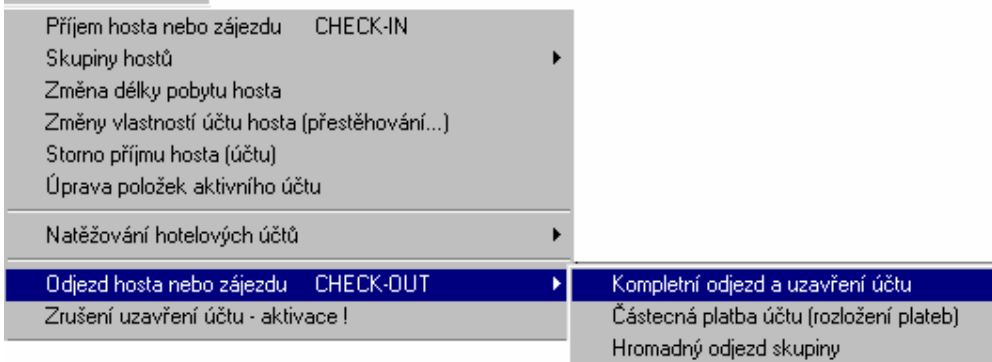 Příjem hosta nebo zájezdu CHECK-IN
Skupiny hostů
Změna délky pobytu hosta
Změny vlastností účtu hosta (přestěhování...)
Storno příjmu hosta (účtu)
Úprava položek aktivního účtu
Natěžování hotelových účtů
Odjezd hosta nebo zájezdu CHECK-OUT
Kompletní odjezd a uzavření účtu
Zrušení uzavření účtu - aktivace !
Částecná platba účtu (rozložení plateb)
Hromadný odjezd skupiny